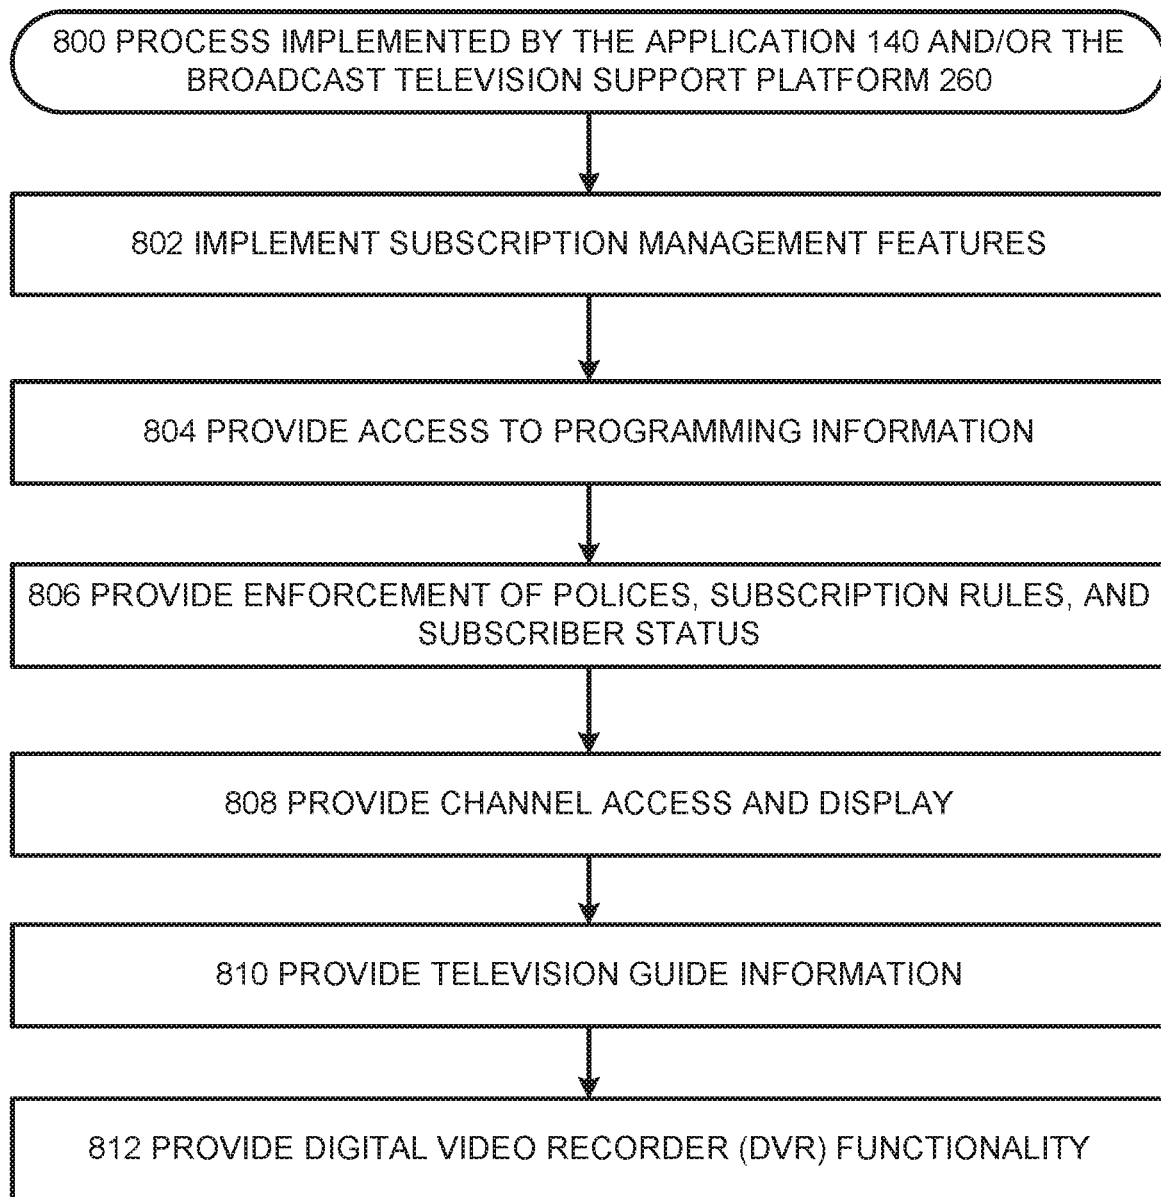 800 PROCESS IMPLEMENTED BY THE APPLICATION 140 AND/OR THE
BROADCAST TELEVISION SUPPORT PLATFORM 260
802 IMPLEMENT SUBSCRIPTION MANAGEMENT FEATURES
804 PROVIDE ACCESS TO PROGRAMMING INFORMATION
806 PROVIDE ENFORCEMENT OF POLICES, SUBSCRIPTION RULES, AND
SUBSCRIBER STATUS
808 PROVIDE CHANNEL ACCESS AND DISPLAY
810 PROVIDE TELEVISION GUIDE INFORMATION
812 PROVIDE DIGITAL VIDEO RECORDER (DVR) FUNCTIONALITY